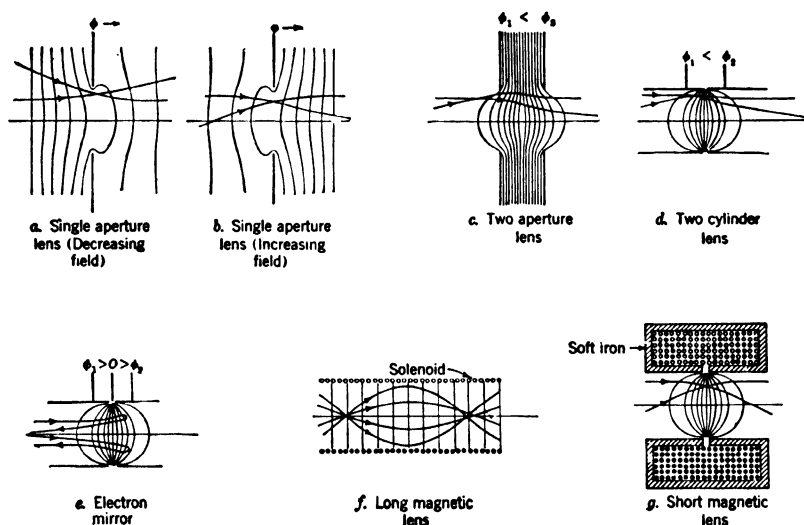 ϕ →
ϕ₁ < ϕ₂
ϕ₁ < ϕ₂
a. Single aperture
lens (Decreasing
field)
b. Single aperture
lens (Increasing
field)
c. Two aperture
lens
d. Two cylinder
lens
ϕ₁ > 0 > ϕ₂
Solenoid
Soft iron
e. Electron
mirror
f. Long magnetic
lens
g. Short magnetic
lens